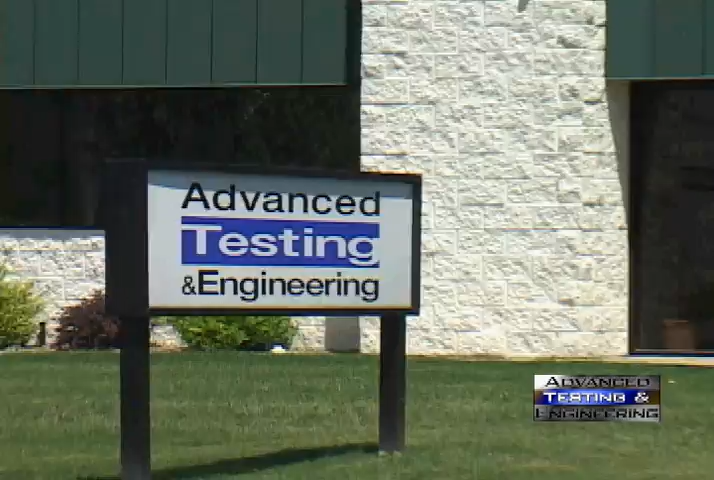 Advanced
Testing
&Engineering
ADVANCED
TESTING &
ENGINEERING